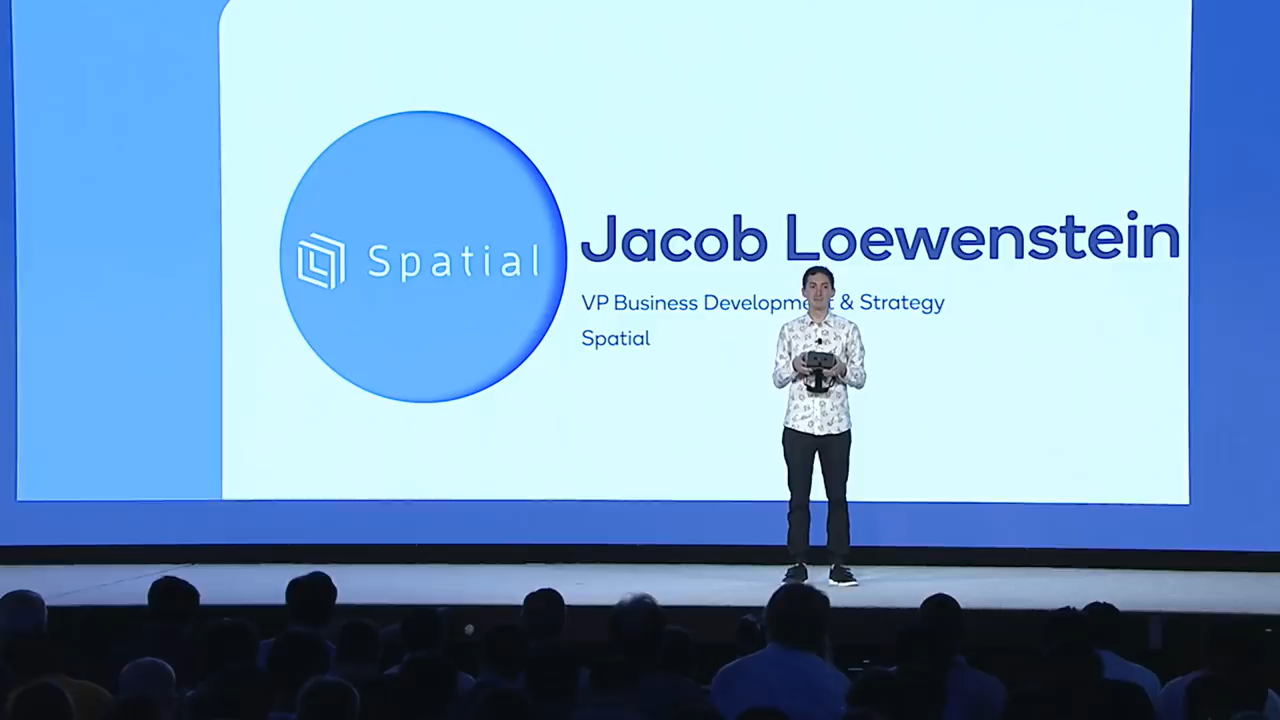 Spatial
Jacob Loewenstein
VP Business Development & Strategy
Spatial